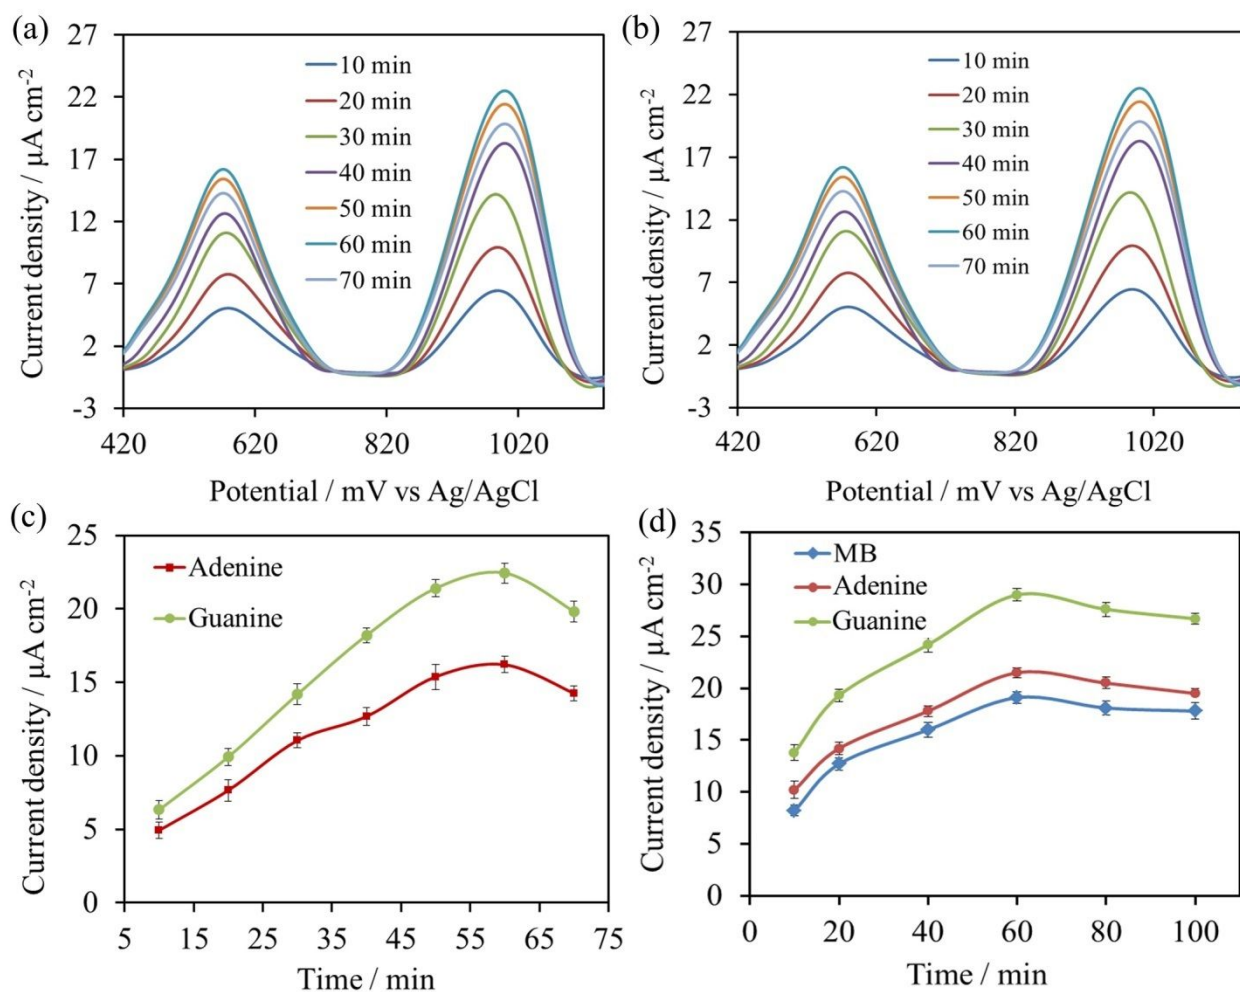 (a)
27
22
17
12
7
2
-3
Current density / µA cm-2
10 min
20 min
30 min
40 min
50 min
60 min
70 min
420
620
820
1020
Potential / mV vs Ag/AgCl
(b)
27
22
17
12
7
2
-3
Current density / µA cm-2
10 min
20 min
30 min
40 min
50 min
60 min
70 min
420
620
820
1020
Potential / mV vs Ag/AgCl
(c)
25
20
15
10
5
0
Current density / µA cm-2
Adenine
Guanine
5
15
25
35
45
55
65
75
Time / min
(d)
35
30
25
20
15
10
5
0
Current density / µA cm-2
MB
Adenine
Guanine
0
20
40
60
80
100
Time / min